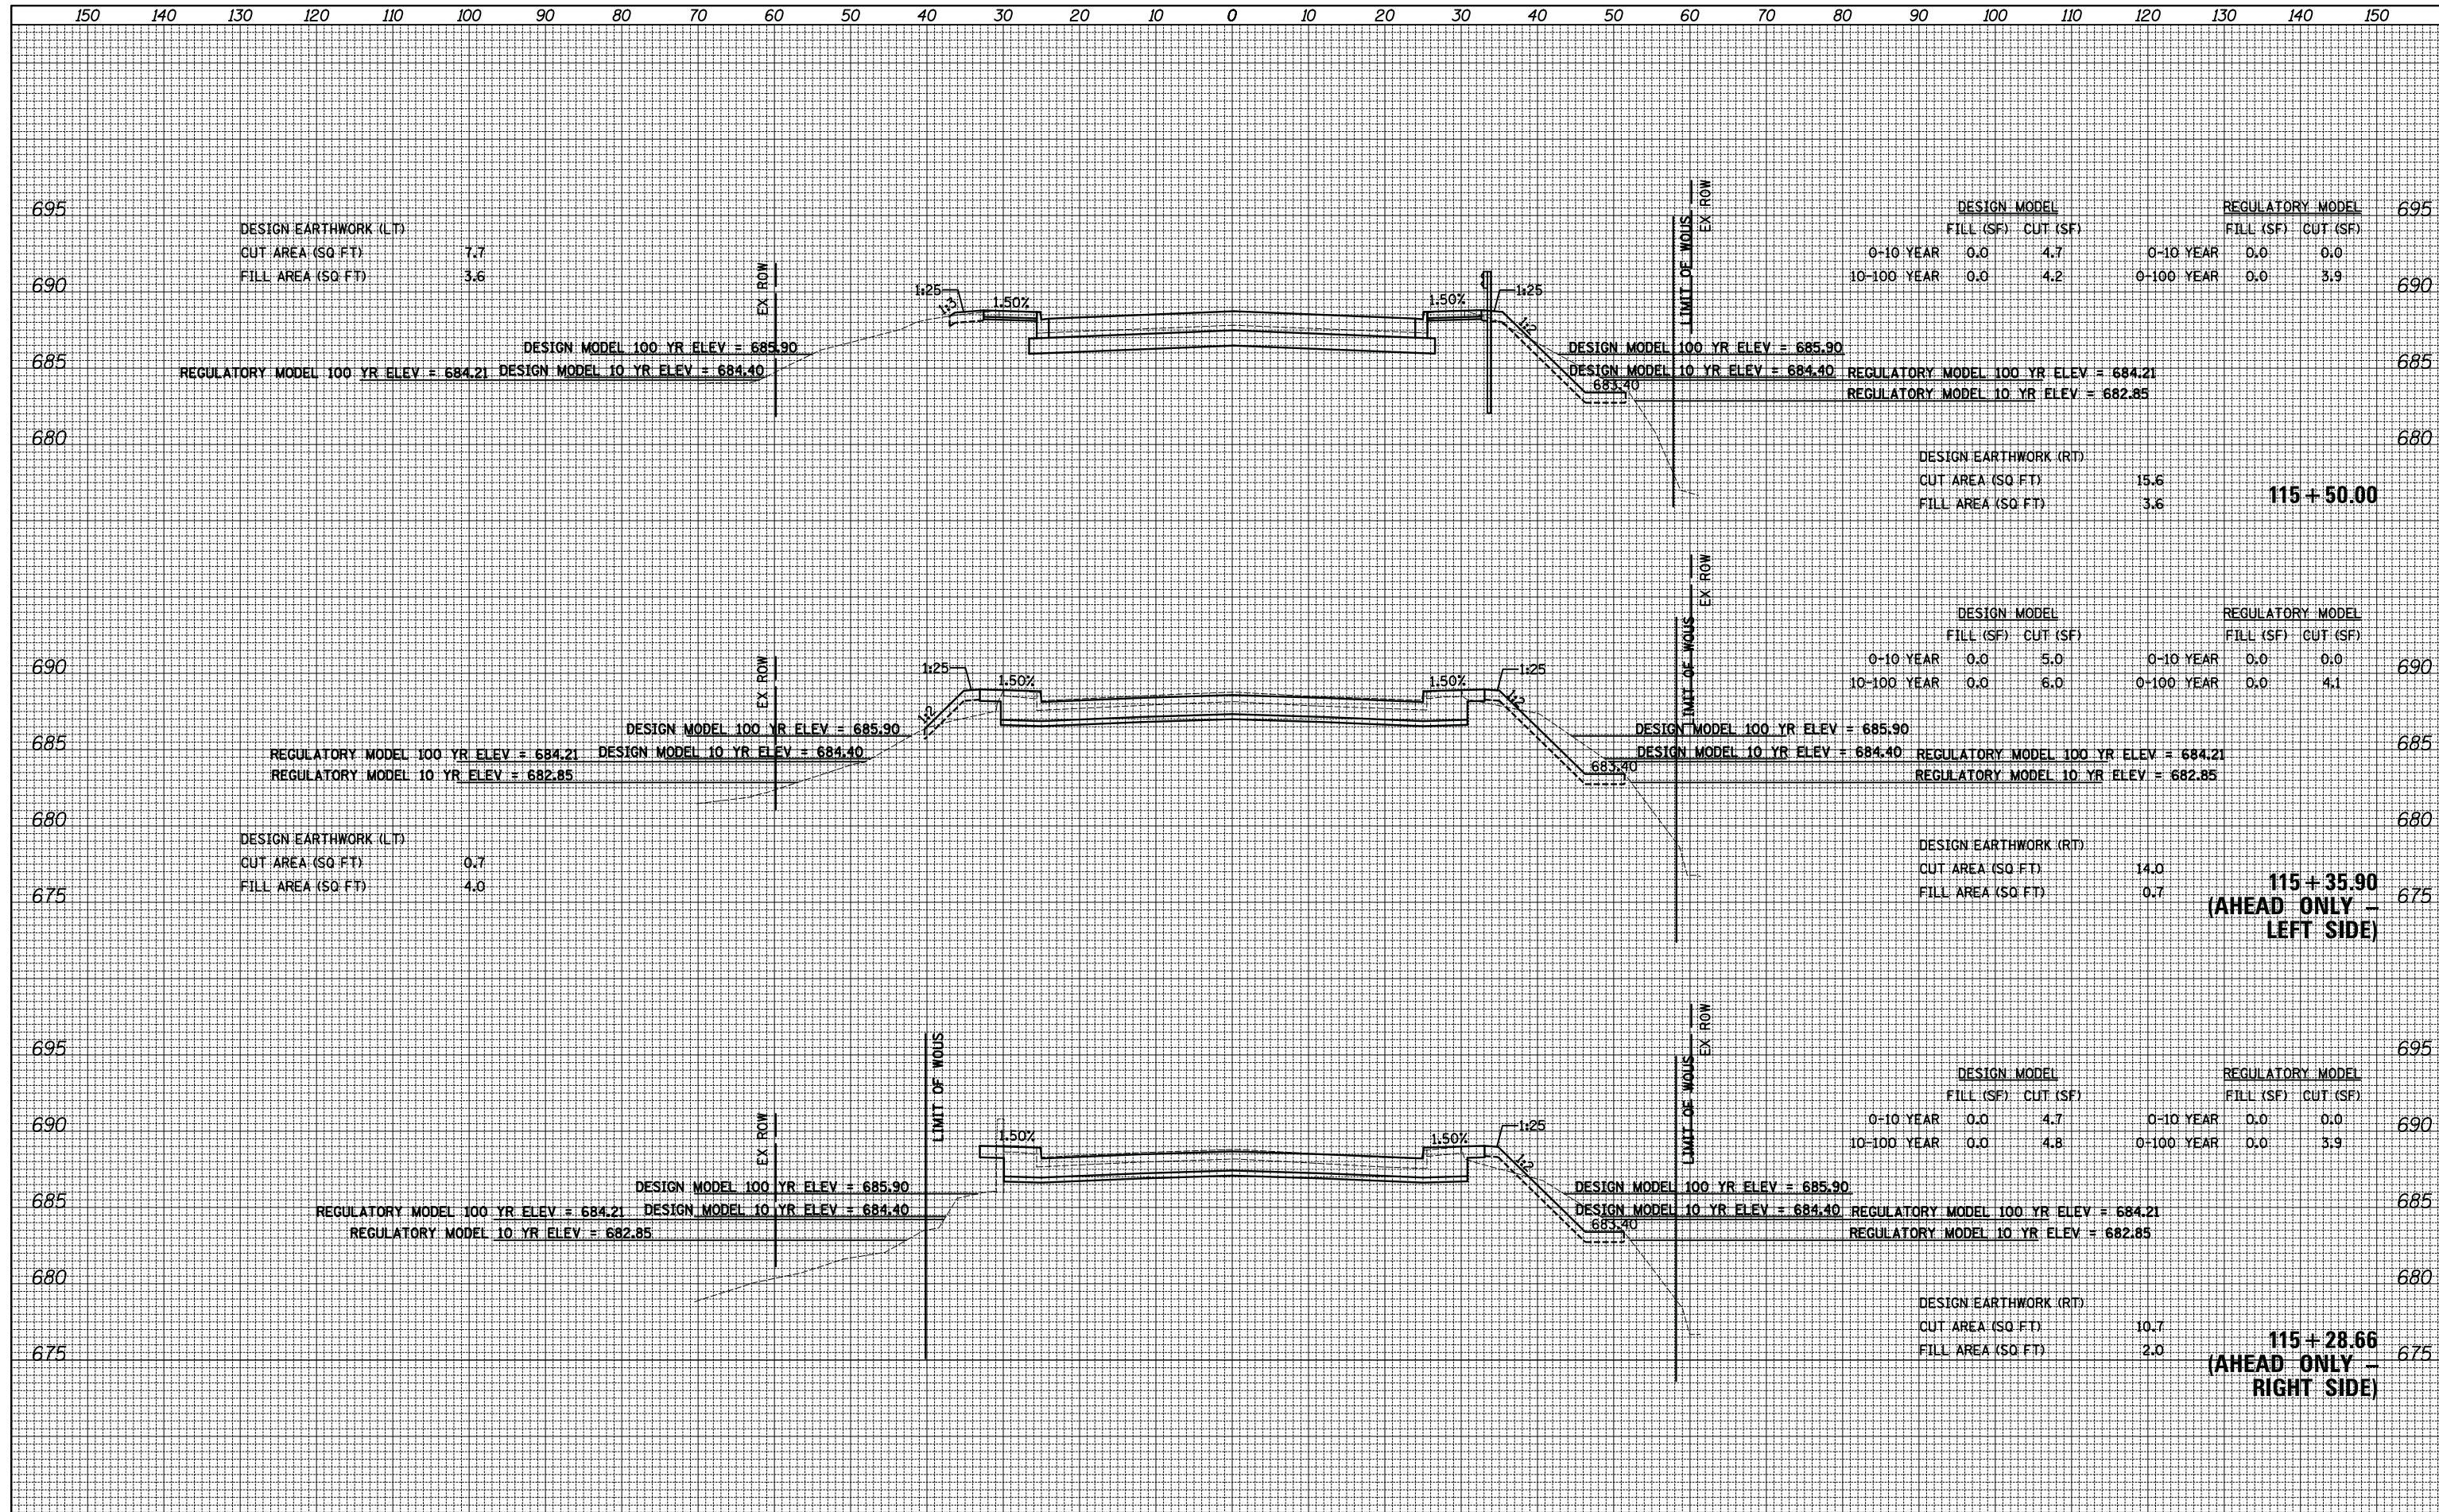 150 140 130 120 110 100 90 80 70 60 50 40 30 20 10 0 10 20 30 40 50 60 70 80 90 100 110 120 130 140 150
695 695
DESIGN EARTHWORK (LT)
CUT AREA (SQ FT) 7.7
FILL AREA (SQ FT) 3.6
EX ROW
LIMIT OF WOUS
EX ROW
DESIGN MODEL REGULATORY MODEL
FILL (SF) CUT (SF) FILL (SF) CUT (SF)
0-10 YEAR 0.0 4.7 0-10 YEAR 0.0 0.0
10-100 YEAR 0.0 4.2 0-100 YEAR 0.0 3.9
690 690
1:25 1:25
1:3 1.50% 1.50% 1:2
DESIGN MODEL 100 YR ELEV = 685.90 DESIGN MODEL 100 YR ELEV = 685.90
685 685
REGULATORY MODEL 100 YR ELEV = 684.21 DESIGN MODEL 10 YR ELEV = 684.40 DESIGN MODEL 10 YR ELEV = 684.40 REGULATORY MODEL 100 YR ELEV = 684.21
683.40
REGULATORY MODEL 10 YR ELEV = 682.85
680 680
DESIGN EARTHWORK (RT)
CUT AREA (SQ FT) 15.6
FILL AREA (SQ FT) 3.6
115+50.00
EX ROW
LIMIT OF WOUS
EX ROW
DESIGN MODEL REGULATORY MODEL
FILL (SF) CUT (SF) FILL (SF) CUT (SF)
0-10 YEAR 0.0 5.0 0-10 YEAR 0.0 0.0
10-100 YEAR 0.0 6.0 0-100 YEAR 0.0 4.1
690 690
1:25 1:25
1:2 1.50% 1.50% 1:2
DESIGN MODEL 100 YR ELEV = 685.90 DESIGN MODEL 100 YR ELEV = 685.90
685 685
REGULATORY MODEL 100 YR ELEV = 684.21 DESIGN MODEL 10 YR ELEV = 684.40 DESIGN MODEL 10 YR ELEV = 684.40 REGULATORY MODEL 100 YR ELEV = 684.21
683.40
REGULATORY MODEL 10 YR ELEV = 682.85 REGULATORY MODEL 10 YR ELEV = 682.85
680 680
DESIGN EARTHWORK (LT)
CUT AREA (SQ FT) 0.7
FILL AREA (SQ FT) 4.0
DESIGN EARTHWORK (RT)
CUT AREA (SQ FT) 14.0
FILL AREA (SQ FT) 0.7
675 675
115+35.90
(AHEAD ONLY –
LEFT SIDE)
695 695
EX ROW
LIMIT OF WOUS
LIMIT OF WOUS
EX ROW
DESIGN MODEL REGULATORY MODEL
FILL (SF) CUT (SF) FILL (SF) CUT (SF)
0-10 YEAR 0.0 4.7 0-10 YEAR 0.0 0.0
10-100 YEAR 0.0 4.8 0-100 YEAR 0.0 3.9
690 690
1:25
1.50% 1.50% 1:2
DESIGN MODEL 100 YR ELEV = 685.90 DESIGN MODEL 100 YR ELEV = 685.90
685 685
REGULATORY MODEL 100 YR ELEV = 684.21 DESIGN MODEL 10 YR ELEV = 684.40 DESIGN MODEL 10 YR ELEV = 684.40 REGULATORY MODEL 100 YR ELEV = 684.21
683.40
REGULATORY MODEL 10 YR ELEV = 682.85 REGULATORY MODEL 10 YR ELEV = 682.85
680 680
DESIGN EARTHWORK (RT)
CUT AREA (SQ FT) 10.7
FILL AREA (SQ FT) 2.0
675 675
115+28.66
(AHEAD ONLY –
RIGHT SIDE)